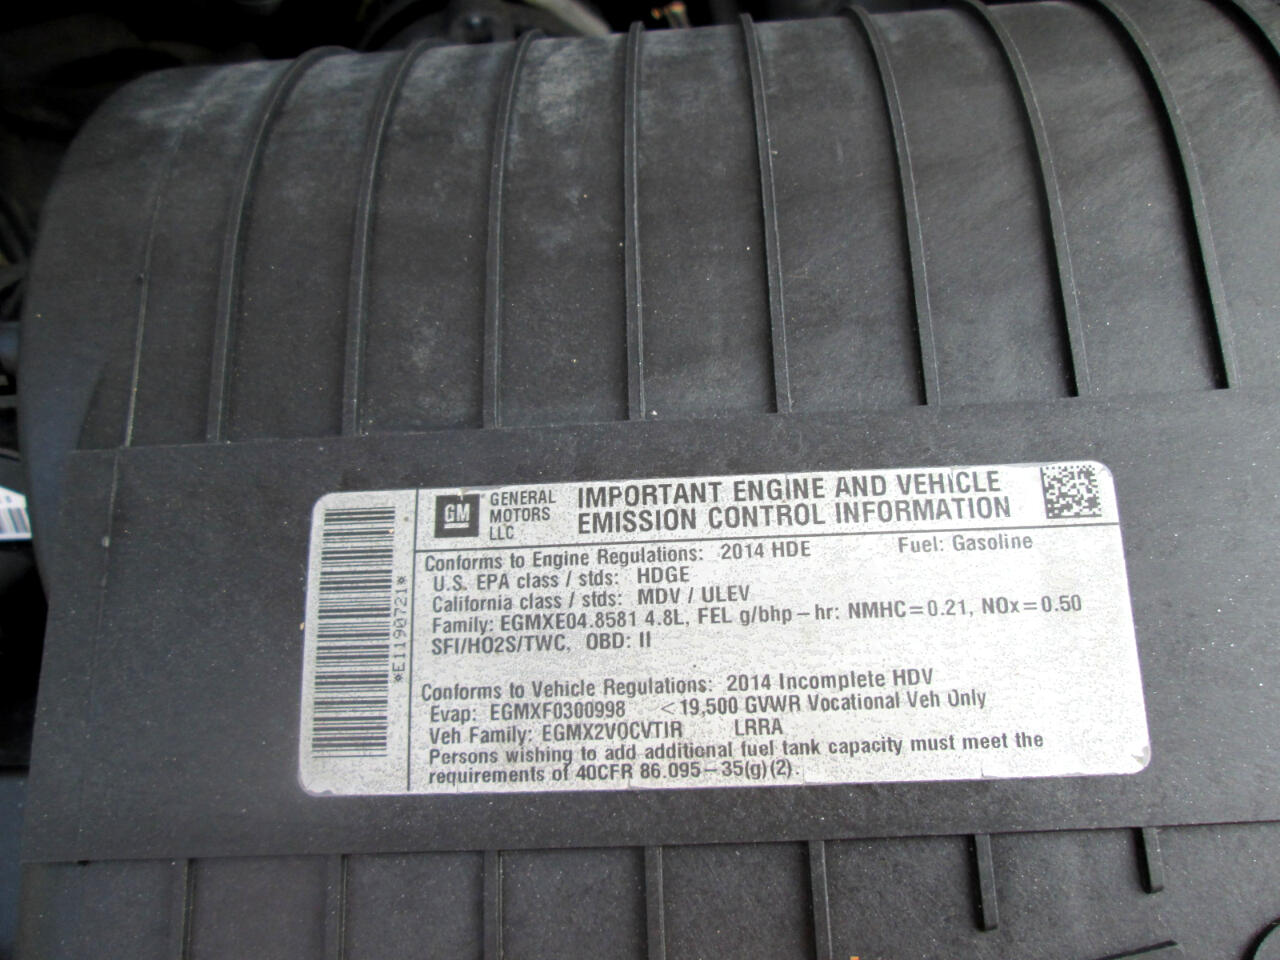 *E1190721*
GM GENERAL MOTORS LLC
IMPORTANT ENGINE AND VEHICLE
EMISSION CONTROL INFORMATION
Conforms to Engine Regulations: 2014 HDE Fuel: Gasoline
U.S. EPA class / stds: HDGE
California class / stds: MDV / ULEV
Family: EGMXE04.8581 4.8L, FEL g/bhp-hr: NMHC=0.21, NOx=0.50
SFI/HO2S/TWC, OBD: II
Conforms to Vehicle Regulations: 2014 Incomplete HDV
Evap: EGMXF0300998 <19,500 GVWR Vocational Veh Only
Veh Family: EGMX2VOCVTIR LRRA
Persons wishing to add additional fuel tank capacity must meet the
requirements of 40CFR 86.095-35(g)(2).